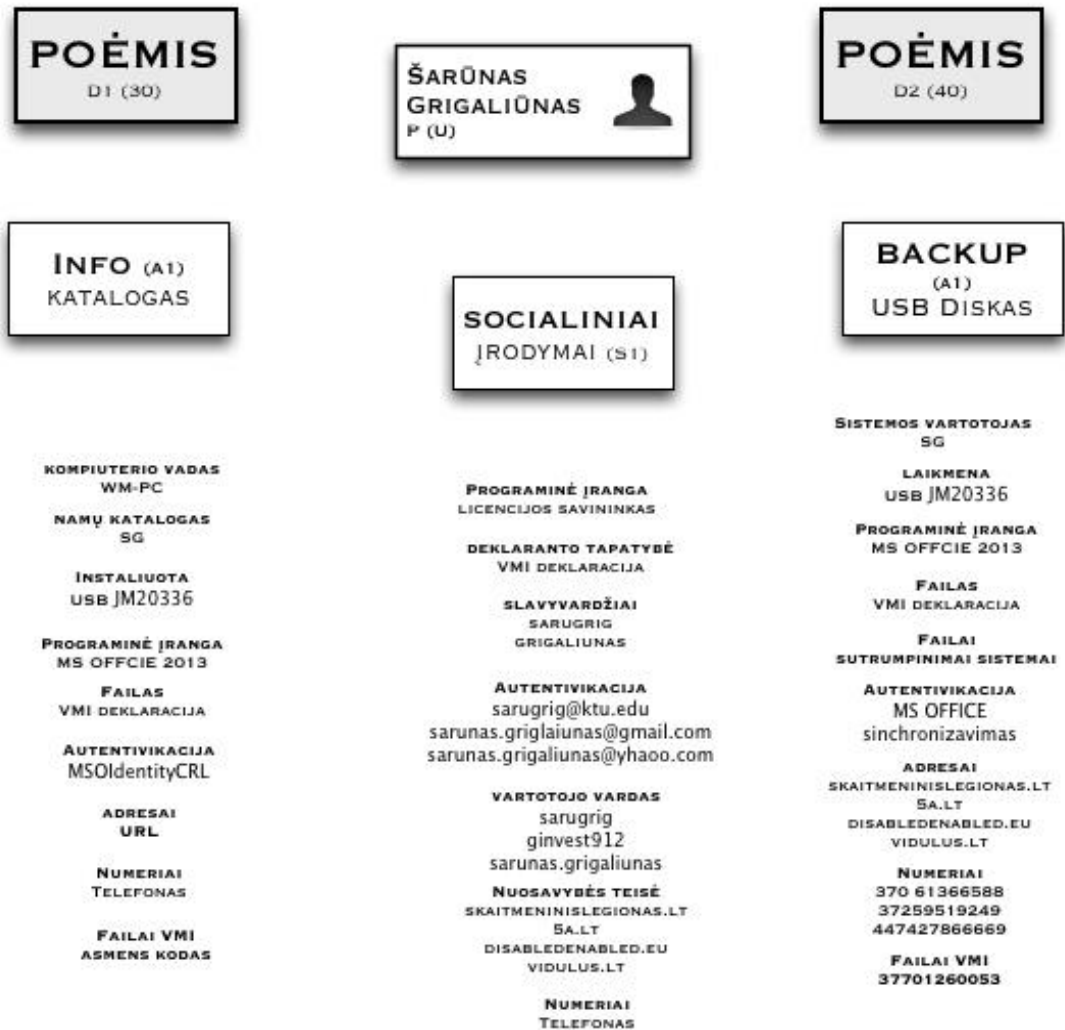 POĖMIS
D1 (30)
INFO (A1)
KATALOGAS
KOMPIUTERIO VADAS
WM-PC
NAMŲ KATALOGAS
SG
INSTALIUOTA
USB JM20336
PROGRAMINĖ ĮRANGA
MS OFFCIE 2013
FAILAS
VMI DEKLARACIJA
AUTENTIVIKACIJA
MSOIdentityCRL
ADRESAI
URL
NUMERIAI
TELEFONAS
FAILAI VMI
ASMENS KODAS
ŠARŪNAS
GRIGALIŪNAS
P (U)
SOCIALINIAI
ĮRODYMAI (S1)
PROGRAMINĖ ĮRANGA
LICENCIJOS SAVININKAS
DEKLARANTO TAPATYBĖ
VMI DEKLARACIJA
SLAVYVARDŽIAI
SARUGRIG
GRIGALIUNAS
AUTENTIVIKACIJA
sarugrig@ktu.edu
sarunas.griglaiunas@gmail.com
sarunas.grigaliunas@yhaoo.com
VARTOTOJO VARDAS
sarugrig
ginvest912
sarunas.grigaliunas
NUOSAVYBĖS TEISĖ
SKAITMENINISLEGIONAS.LT
5A.LT
DISABLEDENABLED.EU
VIDULUS.LT
NUMERIAI
TELEFONAS
POĖMIS
D2 (40)
BACKUP
(A1)
USB DISKAS
SISTEMOS VARTOTOJAS
SG
LAIKMENA
USB JM20336
PROGRAMINĖ ĮRANGA
MS OFFCIE 2013
FAILAS
VMI DEKLARACIJA
FAILAI
SUTRUMPINIMAI SISTEMAI
AUTENTIVIKACIJA
MS OFFICE
sinchronizavimas
ADRESAI
SKAITMENINISLEGIONAS.LT
5A.LT
DISABLEDENABLED.EU
VIDULUS.LT
NUMERIAI
370 61366588
37259519249
447427866669
FAILAI VMI
37701260053